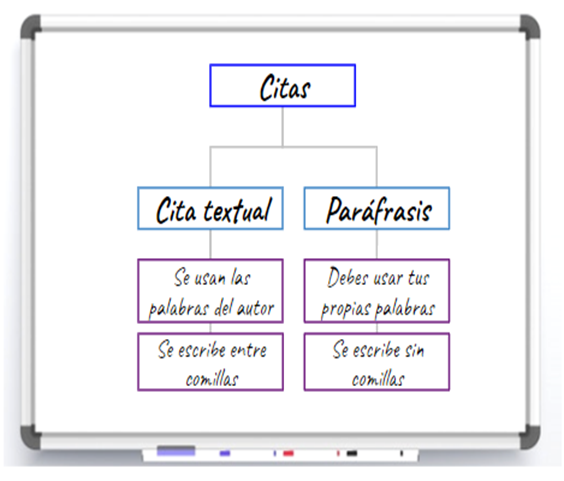 Citas
Cita textual
Paráfrasis
Se usan las
palabras del autor
Se escribe entre
comillas
Debes usar tus
propias palabras
Se escribe sin
comillas